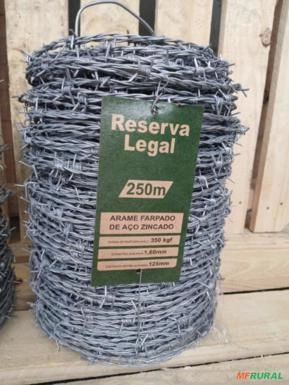 Reserva
Legal
250m
ARAME FARPADO
DE AÇO ZINCADO
350 kgf
1,60mm
125mm
MFRURAL